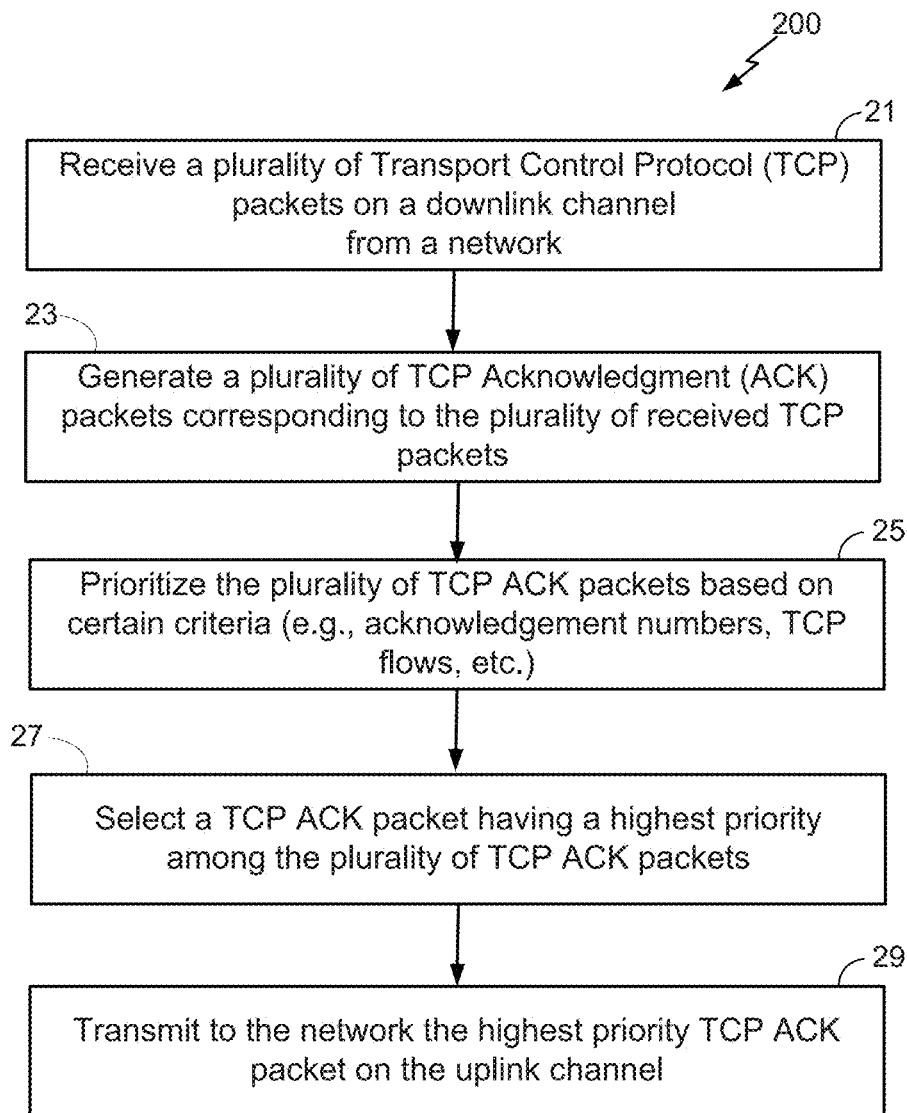 200
21
Receive a plurality of Transport Control Protocol (TCP)
packets on a downlink channel
from a network
23
Generate a plurality of TCP Acknowledgment (ACK)
packets corresponding to the plurality of received TCP
packets
25
Prioritize the plurality of TCP ACK packets based on
certain criteria (e.g., acknowledgement numbers, TCP
flows, etc.)
27
Select a TCP ACK packet having a highest priority
among the plurality of TCP ACK packets
29
Transmit to the network the highest priority TCP ACK
packet on the uplink channel